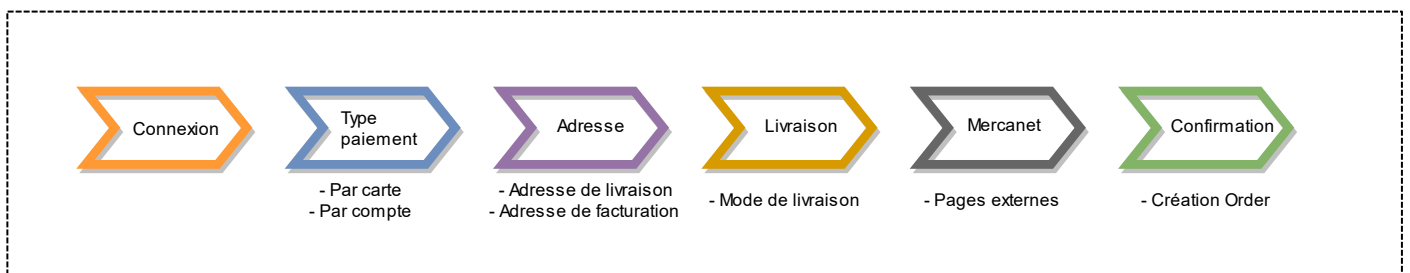 Connexion
Type
paiement
Adresse
Livraison
Mercanet
Confirmation
- Par carte
- Par compte
- Adresse de livraison
- Adresse de facturation
- Mode de livraison
- Pages externes
- Création Order